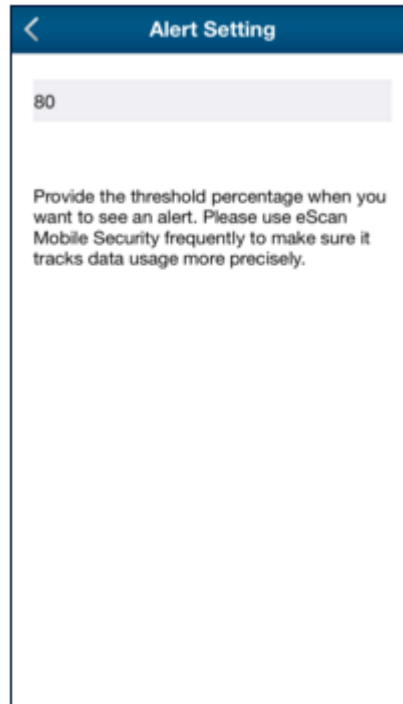 Alert Setting
80
Provide the threshold percentage when you
want to see an alert. Please use eScan
Mobile Security frequently to make sure it
tracks data usage more precisely.